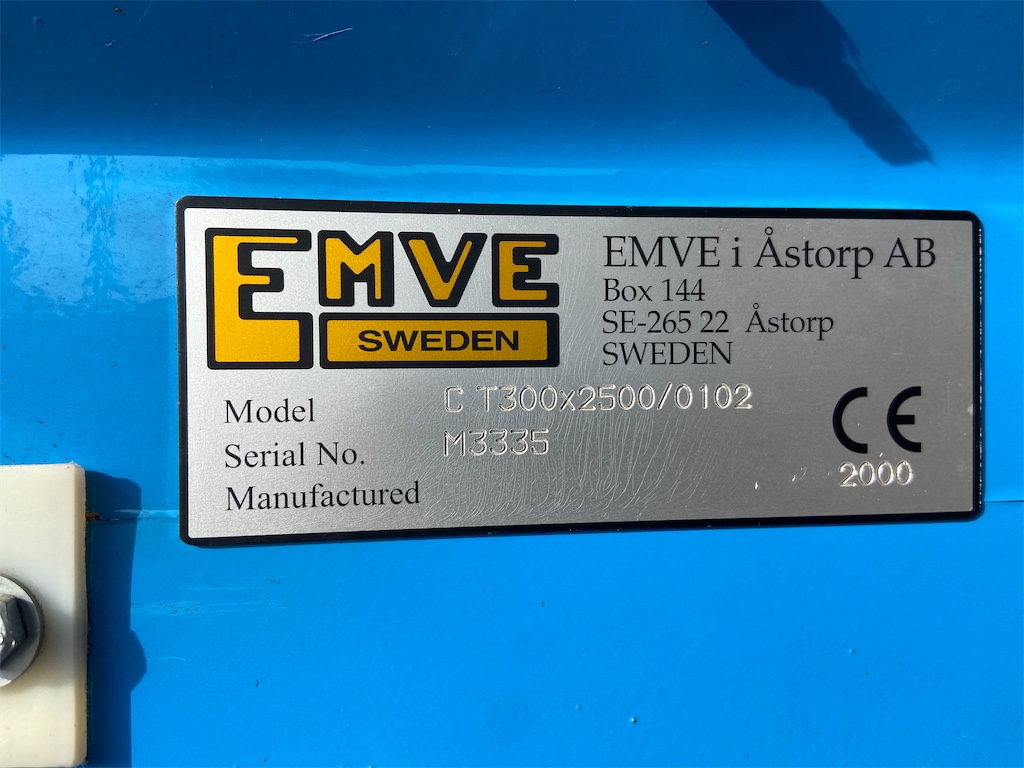 EMVE
SWEDEN
EMVE i Åstorp AB
Box 144
SE-265 22 Åstorp
SWEDEN
Model C T300x2500/0102
Serial No. M3335
Manufactured
CE
2000